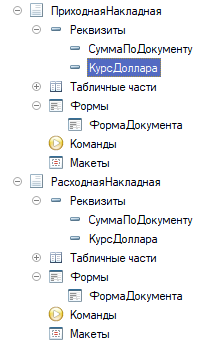 ПриходнаяНакладная
Реквизиты
СуммаПоДокументу
КурсДоллара
Табличные части
Формы
ФормаДокумента
Команды
Макеты
РасходнаяНакладная
Реквизиты
СуммаПоДокументу
КурсДоллара
Табличные части
Формы
ФормаДокумента
Команды
Макеты